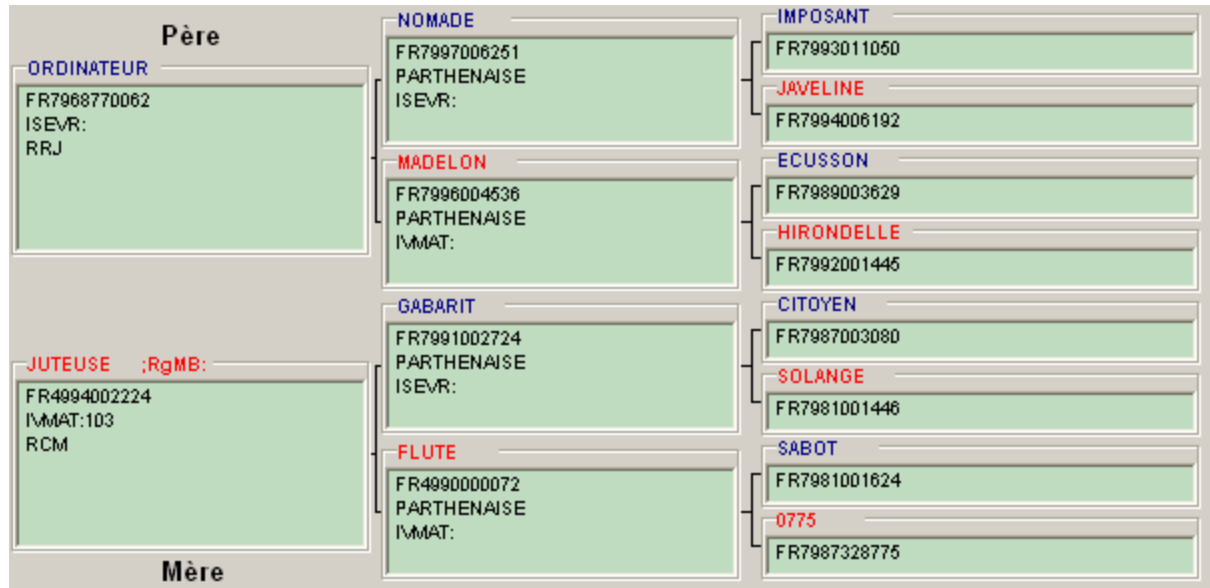 Père
ORDINATEUR
FR7968770062
ISEVR:
RRJ
JUTEUSE ;RgMB:
FR4994002224
IVMAT:103
RCM
Mère
NOMADE
FR7997006251
PARTHENAISE
ISEVR:
MADELON
FR7996004536
PARTHENAISE
IVMAT:
GABARIT
FR7991002724
PARTHENAISE
ISEVR:
FLUTE
FR4990000072
PARTHENAISE
IVMAT:
IMPOSANT
FR7993011050
JAVELINE
FR7994006192
ECUSSON
FR7989003629
HIRONDELLE
FR7992001445
CITOYEN
FR7987003080
SOLANGE
FR7981001446
SABOT
FR7981001624
0775
FR7987328775